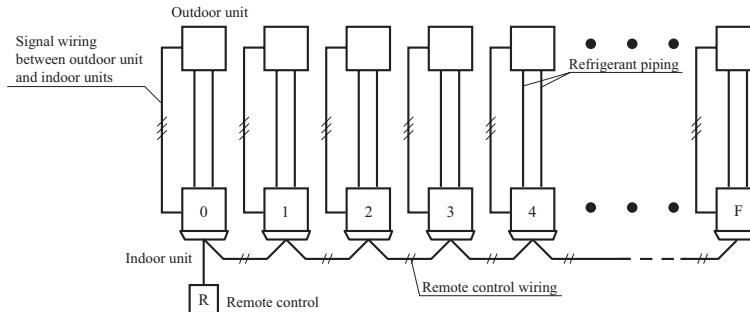 Outdoor unit
Signal wiring
between outdoor unit
and indoor units
Refrigerant piping
0
1
2
3
4
F
Indoor unit
R
Remote control
Remote control wiring